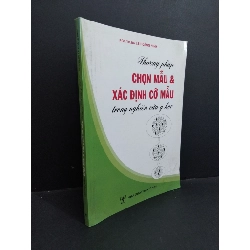 Phương pháp
CHỌN MẪU &
XÁC ĐỊNH CỠ MẪU
trong nghiên cứu y học